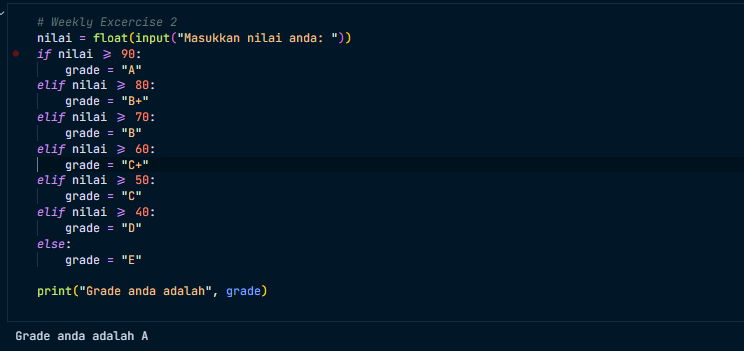 # Weekly Excercise 2
nilai = float(input("Masukkan nilai anda: "))
if nilai >= 90:
    grade = "A"
elif nilai >= 80:
    grade = "B+"
elif nilai >= 70:
    grade = "B"
elif nilai >= 60:
    grade = "C+"
elif nilai >= 50:
    grade = "C"
elif nilai >= 40:
    grade = "D"
else:
    grade = "E"
print("Grade anda adalah", grade)
Grade anda adalah A